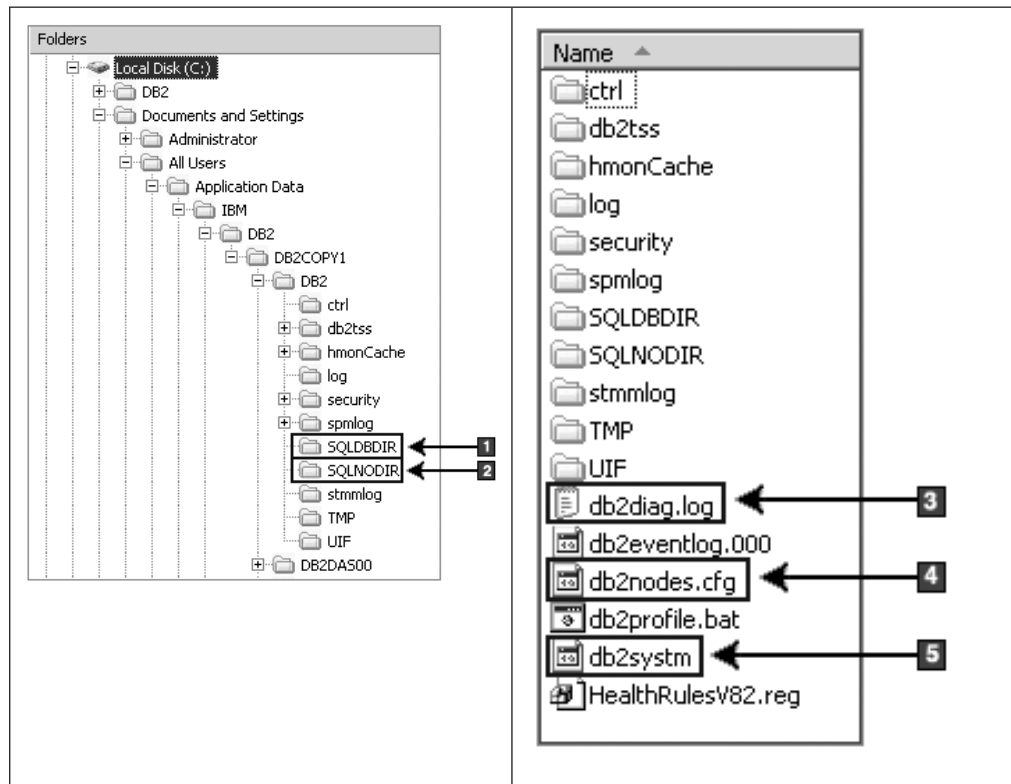 Folders
Local Disk (C:)
DB2
Documents and Settings
Administrator
All Users
Application Data
IBM
DB2
DB2COPY1
DB2
ctrl
db2tss
hmonCache
log
security
spmlog
SQLDBDIR 1
SQLNODIR 2
stmmlog
TMP
UIF
DB2DAS00
Name
ctrl
db2tss
hmonCache
log
security
spmlog
SQLDBDIR
SQLNODIR
stmmlog
TMP
UIF
db2diag.log 3
db2eventlog.000
db2nodes.cfg 4
db2profile.bat
db2systm 5
HealthRulesV82.reg